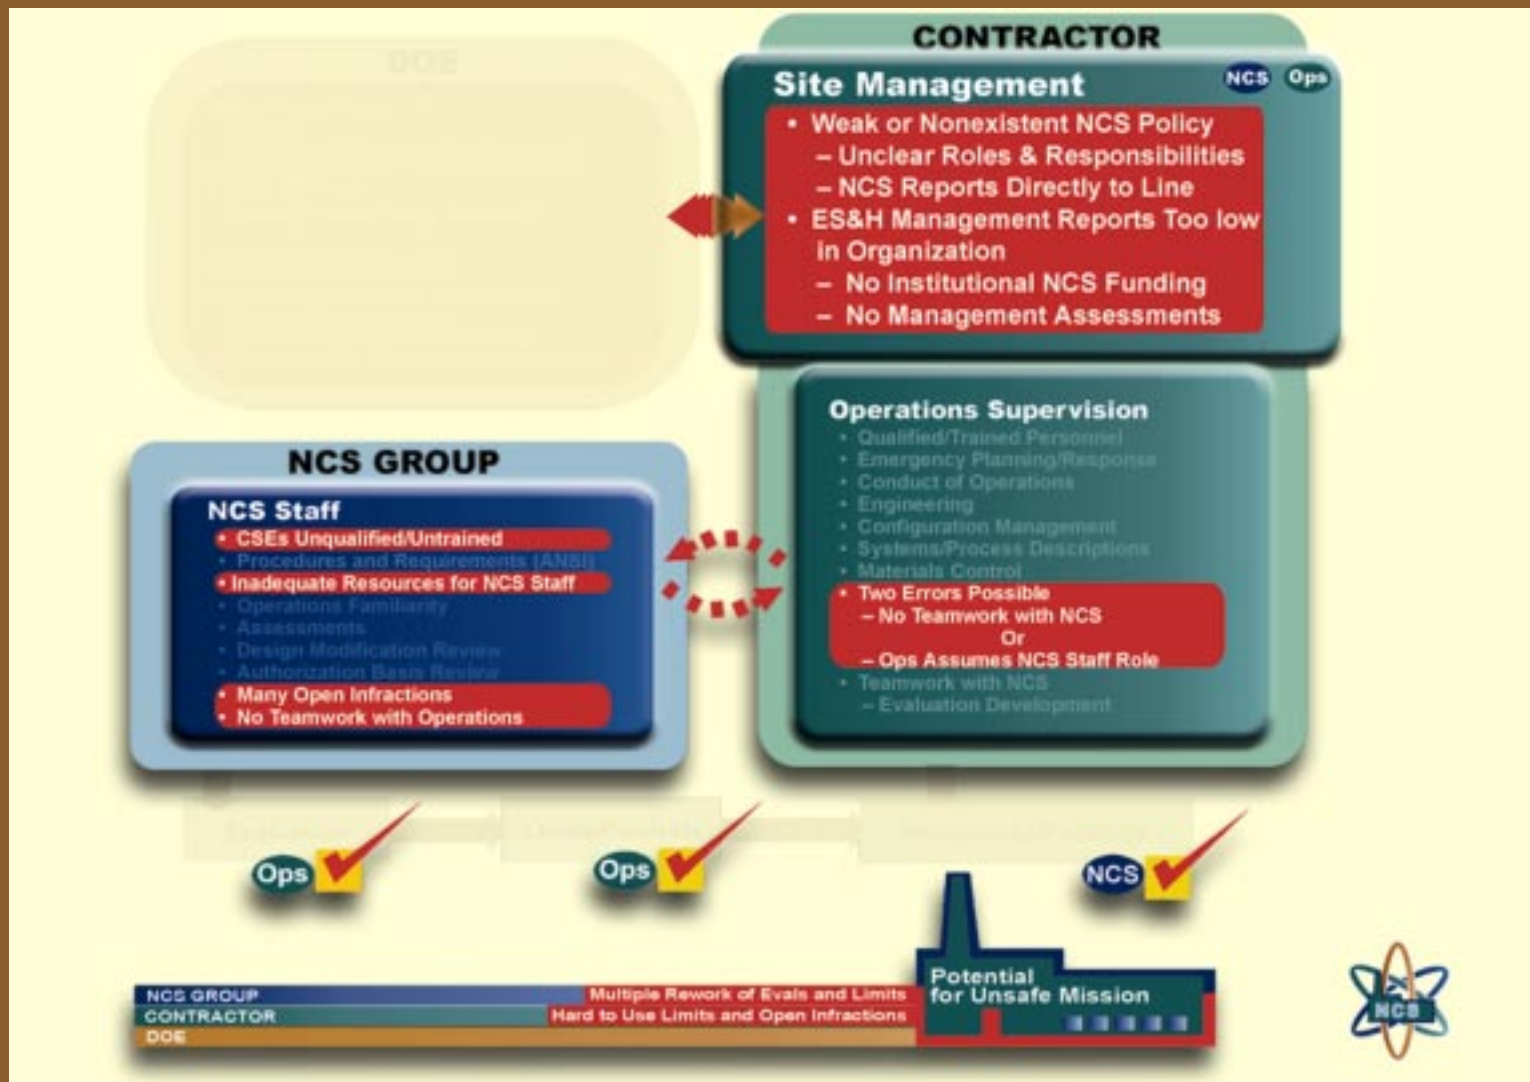 DOE
CONTRACTOR
Site Management
NCS
Ops
• Weak or Nonexistent NCS Policy
– Unclear Roles & Responsibilities
– NCS Reports Directly to Line
• ES&H Management Reports Too low
in Organization
– No Institutional NCS Funding
– No Management Assessments
Operations Supervision
• Qualified/Trained Personnel
• Emergency Planning/Response
• Conduct of Operations
• Engineering
• Configuration Management
• Systems/Process Descriptions
• Materials Control
• Two Errors Possible
– No Teamwork with NCS
Or
– Ops Assumes NCS Staff Role
• Teamwork with NCS
– Evaluation Development
NCS GROUP
NCS Staff
• CSEs Unqualified/Untrained
• Procedures and Requirements (ANSI)
• Inadequate Resources for NCS Staff
• Operations Familiarity
• Assessments
• Design Modification Review
• Authorization Basis Review
• Many Open Infractions
• No Teamwork with Operations
Ops
Ops
NCS
NCS GROUP
Multiple Rework of Evals and Limits
CONTRACTOR
Hard to Use Limits and Open Infractions
DOE
Potential
for Unsafe Mission
NCS